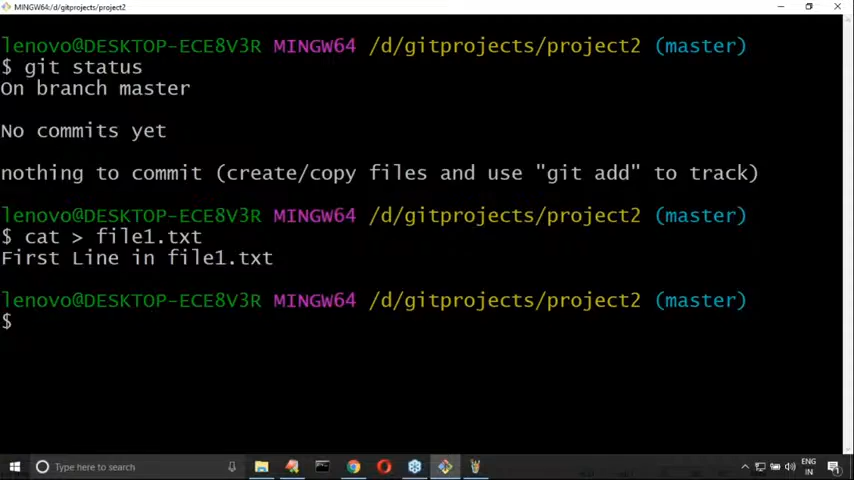 MINGW64:/d/gitprojects/project2
lenovo@DESKTOP-ECE8V3R MINGW64 /d/gitprojects/project2 (master)
$ git status
On branch master
No commits yet
nothing to commit (create/copy files and use "git add" to track)
lenovo@DESKTOP-ECE8V3R MINGW64 /d/gitprojects/project2 (master)
$ cat > file1.txt
First Line in file1.txt
lenovo@DESKTOP-ECE8V3R MINGW64 /d/gitprojects/project2 (master)
$
Type here to search
ENG
IN